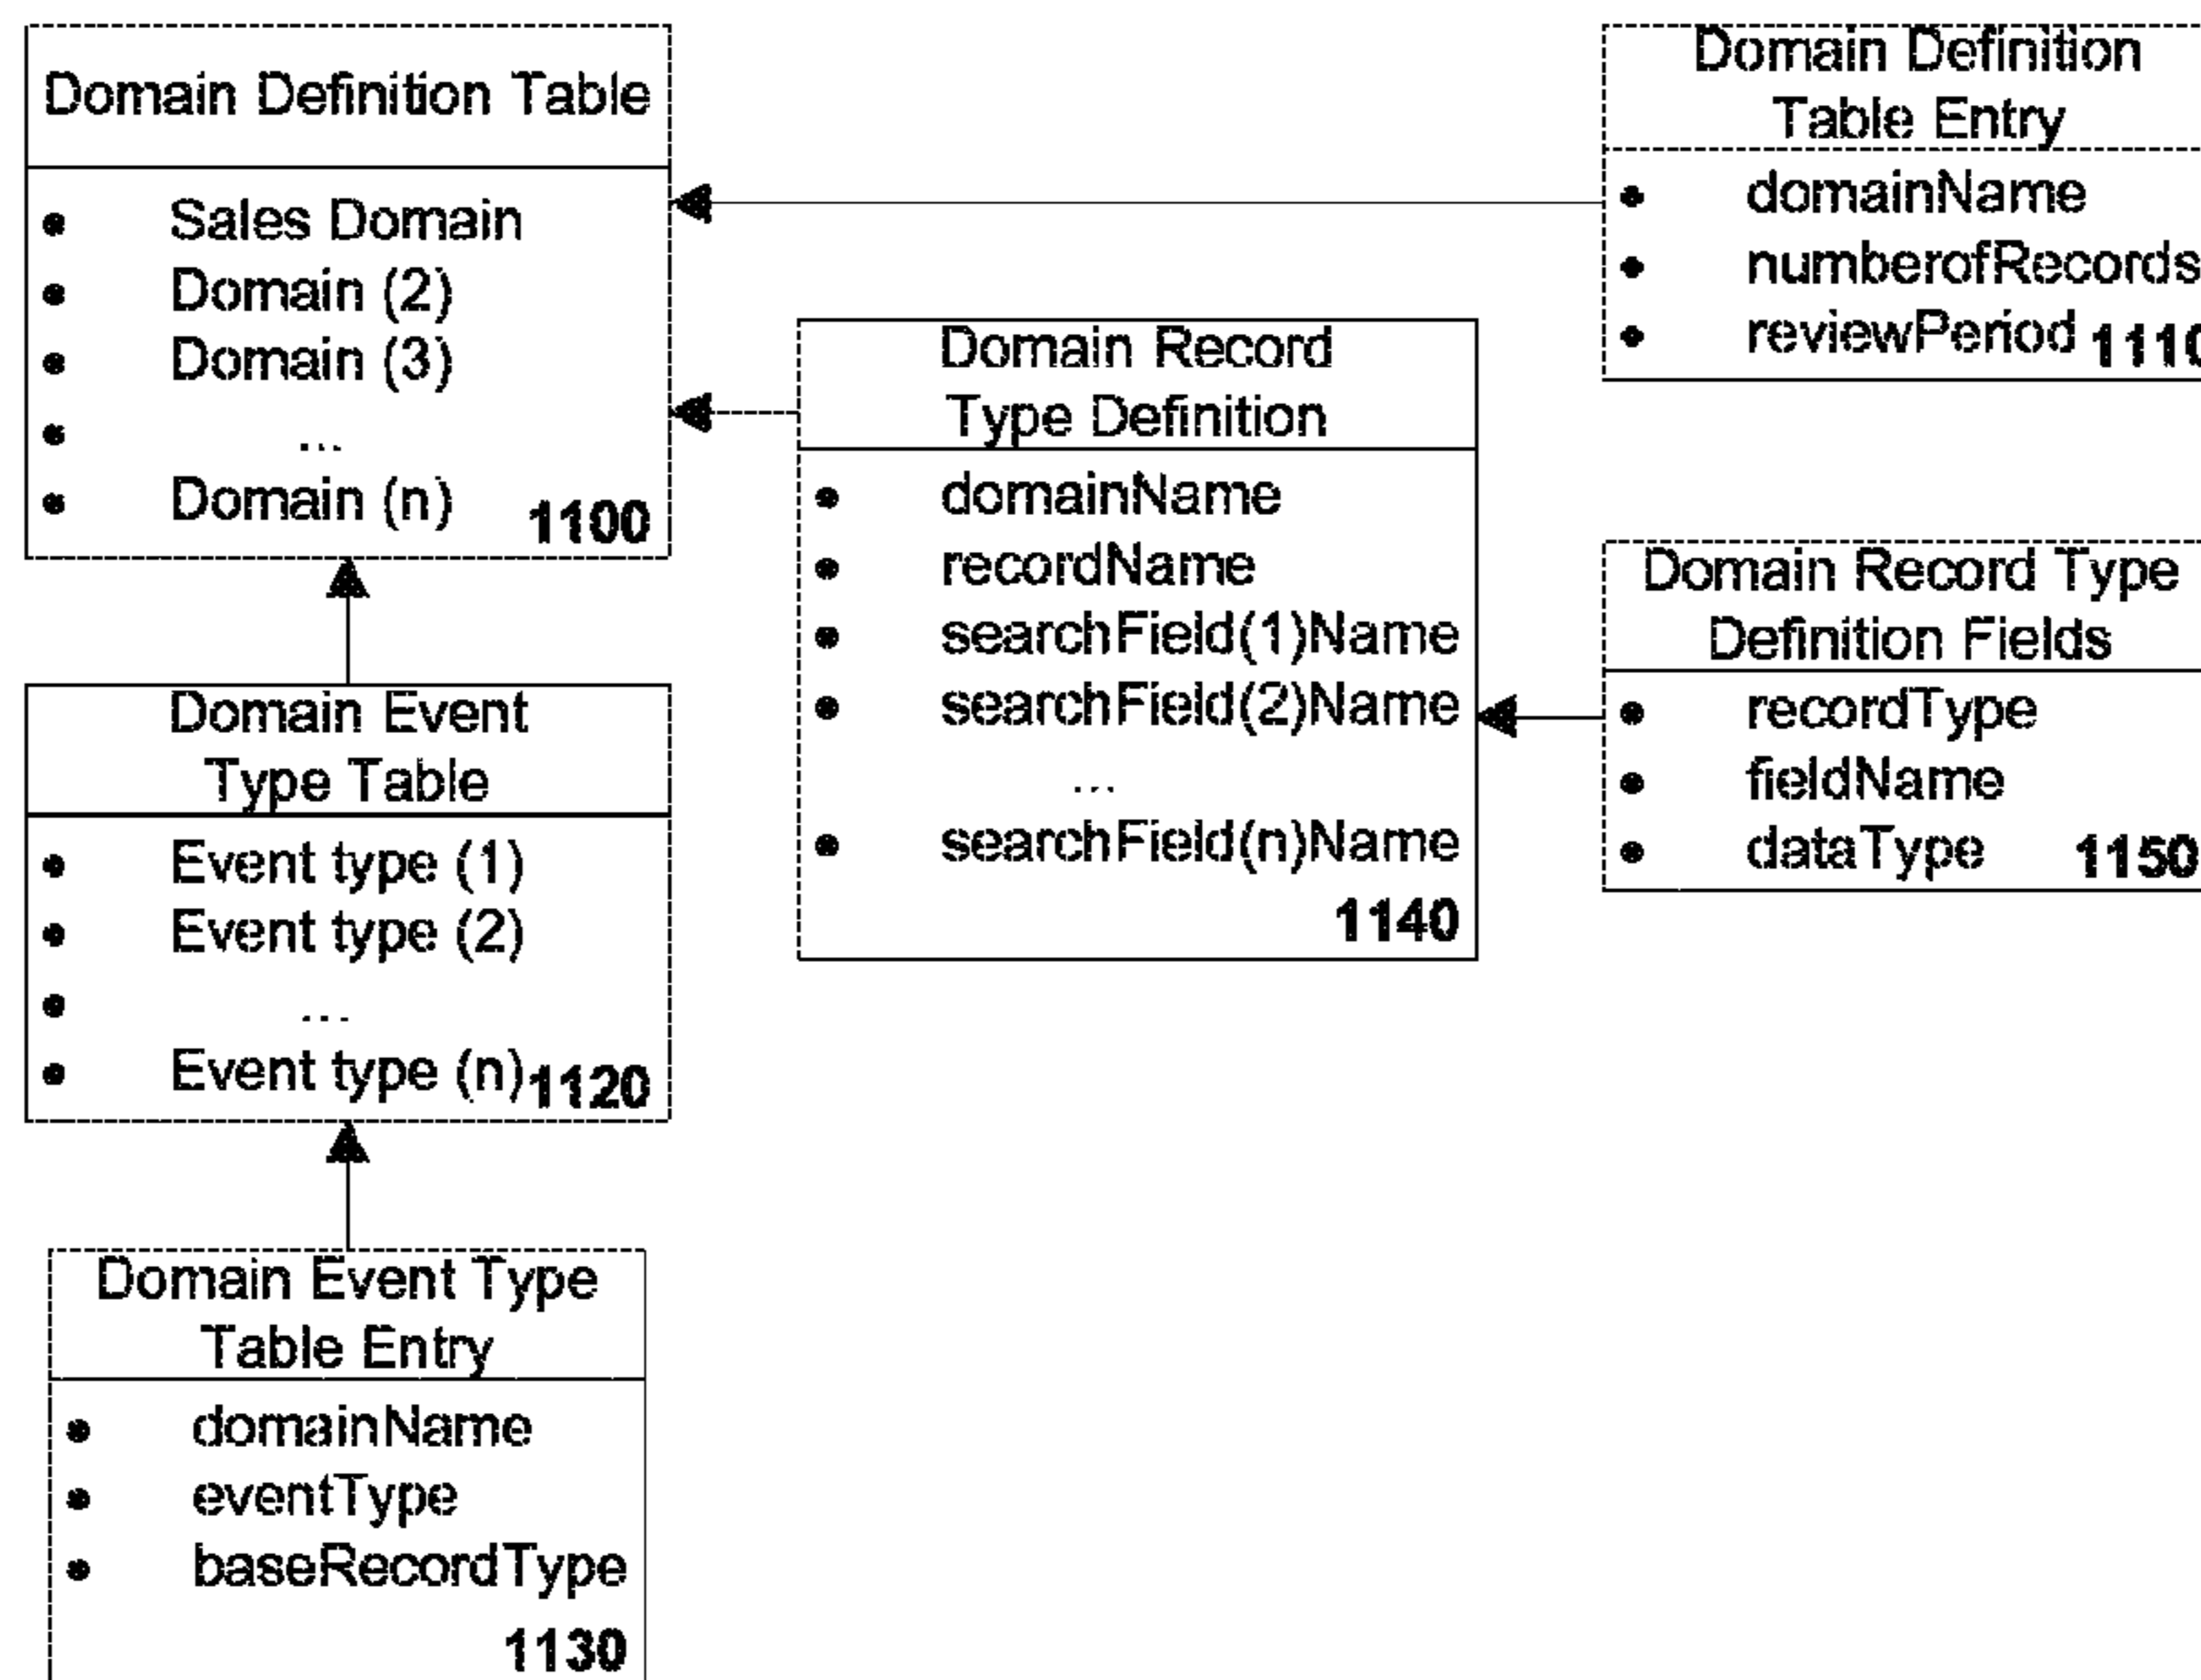 Domain Definition Table
• Sales Domain
• Domain (2)
• Domain (3)
• ...
• Domain (n) 1100
Domain Definition
Table Entry
• domainName
• numberofRecords
• reviewPeriod 1110
Domain Record
Type Definition
• domainName
• recordName
• searchField(1)Name
• searchField(2)Name
...
• searchField(n)Name
1140
Domain Record Type
Definition Fields
• recordType
• fieldName
• dataType 1150
Domain Event
Type Table
• Event type (1)
• Event type (2)
• ...
• Event type (n) 1120
Domain Event Type
Table Entry
• domainName
• eventType
• baseRecordType
1130